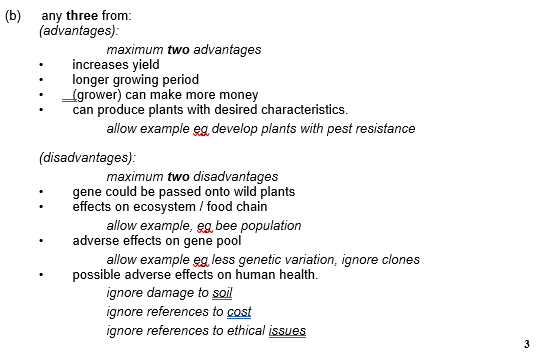 (b) any three from:
(advantages):
maximum two advantages
• increases yield
• longer growing period
• (grower) can make more money
• can produce plants with desired characteristics.
allow example eg develop plants with pest resistance
(disadvantages):
maximum two disadvantages
• gene could be passed onto wild plants
• effects on ecosystem / food chain
allow example, eg bee population
• adverse effects on gene pool
allow example eg less genetic variation, ignore clones
• possible adverse effects on human health.
ignore damage to soil
ignore references to cost
ignore references to ethical issues
3